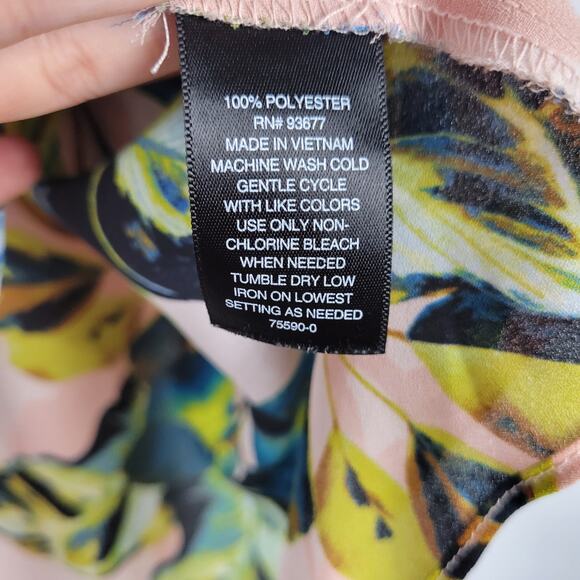 100% POLYESTER
RN# 93677
MADE IN VIETNAM
MACHINE WASH COLD
GENTLE CYCLE
WITH LIKE COLORS
USE ONLY NON-
CHLORINE BLEACH
WHEN NEEDED
TUMBLE DRY LOW
IRON ON LOWEST
SETTING AS NEEDED
75590-0